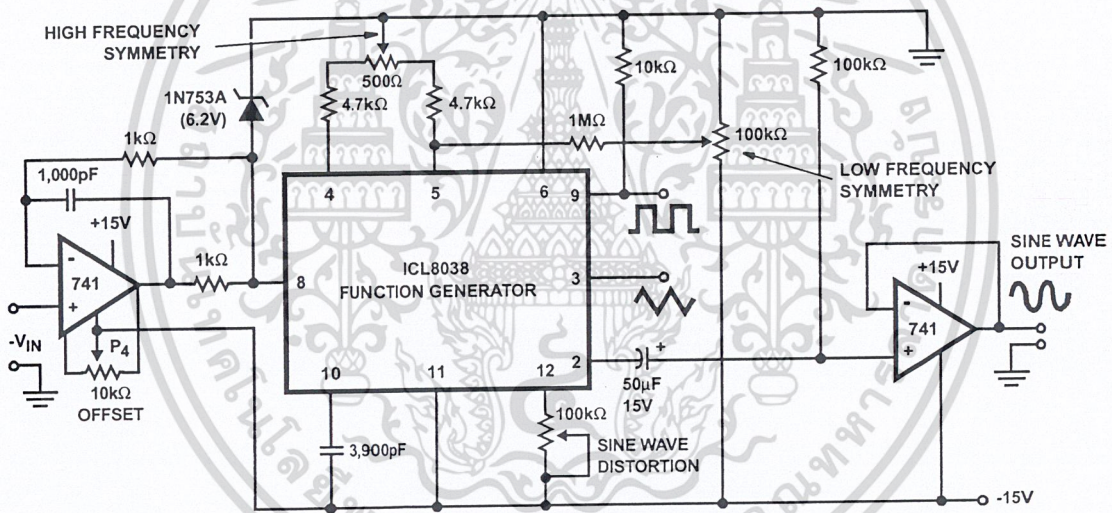 HIGH FREQUENCY
SYMMETRY
500Ω
1N753A
(6.2V)
4.7kΩ
4.7kΩ
10kΩ
100kΩ
1kΩ
1MΩ
100kΩ
LOW FREQUENCY
SYMMETRY
1,000pF
+15V
4
5
6
9
-
741
+
1kΩ
8
ICL8038
FUNCTION GENERATOR
3
SINE WAVE
OUTPUT
+15V
-
741
+
-VIN
P4
10kΩ
OFFSET
10
11
12
2
+
50µF
15V
100kΩ
3,900pF
SINE WAVE
DISTORTION
-15V